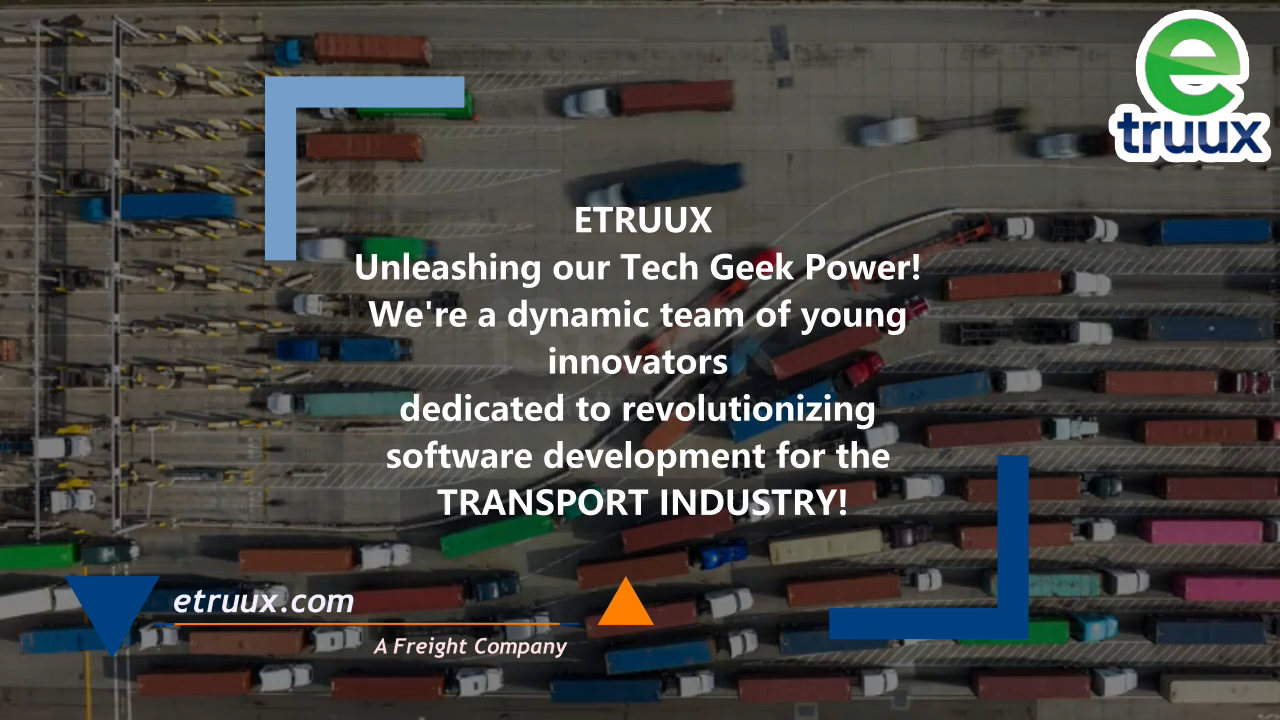 e
truux
ETRUUX
Unleashing our Tech Geek Power!
We're a dynamic team of young
innovators
dedicated to revolutionizing
software development for the
TRANSPORT INDUSTRY!
etruux.com
A Freight Company